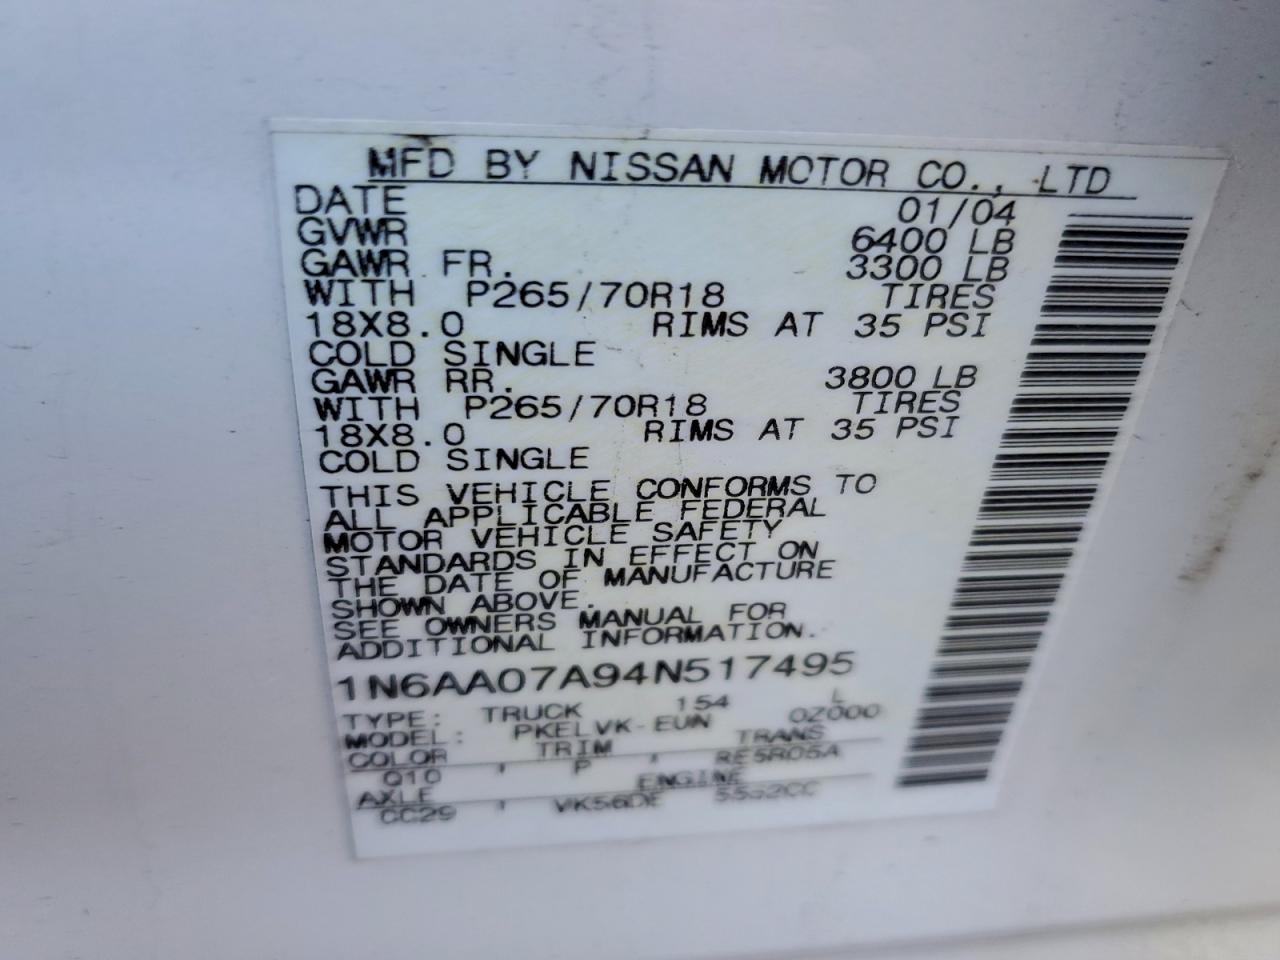 MFD BY NISSAN MOTOR CO., LTD
DATE 01/04
GVWR 6400 LB
GAWR FR. 3300 LB
WITH P265/70R18 TIRES
18X8.0 RIMS AT 35 PSI
COLD SINGLE
GAWR RR. 3800 LB
WITH P265/70R18 TIRES
18X8.0 RIMS AT 35 PSI
COLD SINGLE
THIS VEHICLE CONFORMS TO
ALL APPLICABLE FEDERAL
MOTOR VEHICLE SAFETY
STANDARDS IN EFFECT ON
THE DATE OF MANUFACTURE
SHOWN ABOVE.
SEE OWNERS MANUAL FOR
ADDITIONAL INFORMATION.
1N6AA07A94N517495
TYPE: TRUCK 154 L
MODEL: PKELVK-EUN 0Z000
COLOR TRIM TRANS
Q10 , P , RE5R05A
AXLE ENGINE
CC29 , VK56DE 5552CC